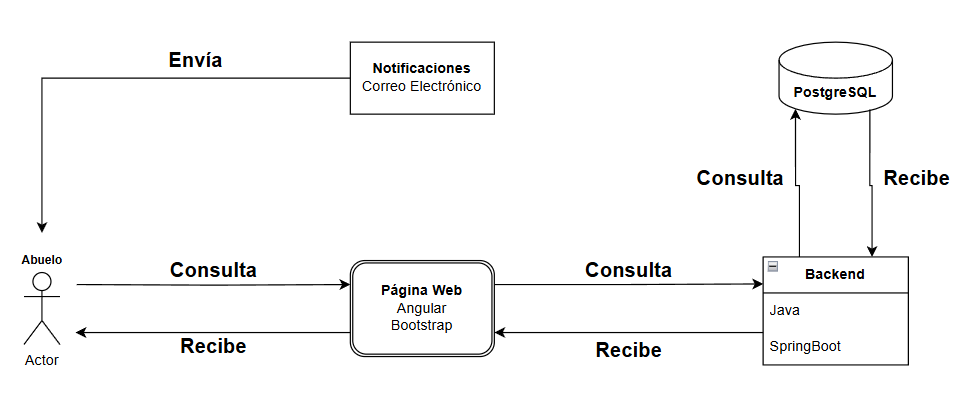 Envía
Notificaciones
Correo Electrónico
PostgreSQL
Consulta
Recibe
Abuelo
Actor
Consulta
Recibe
Página Web
Angular
Bootstrap
Consulta
Recibe
Backend
Java
SpringBoot